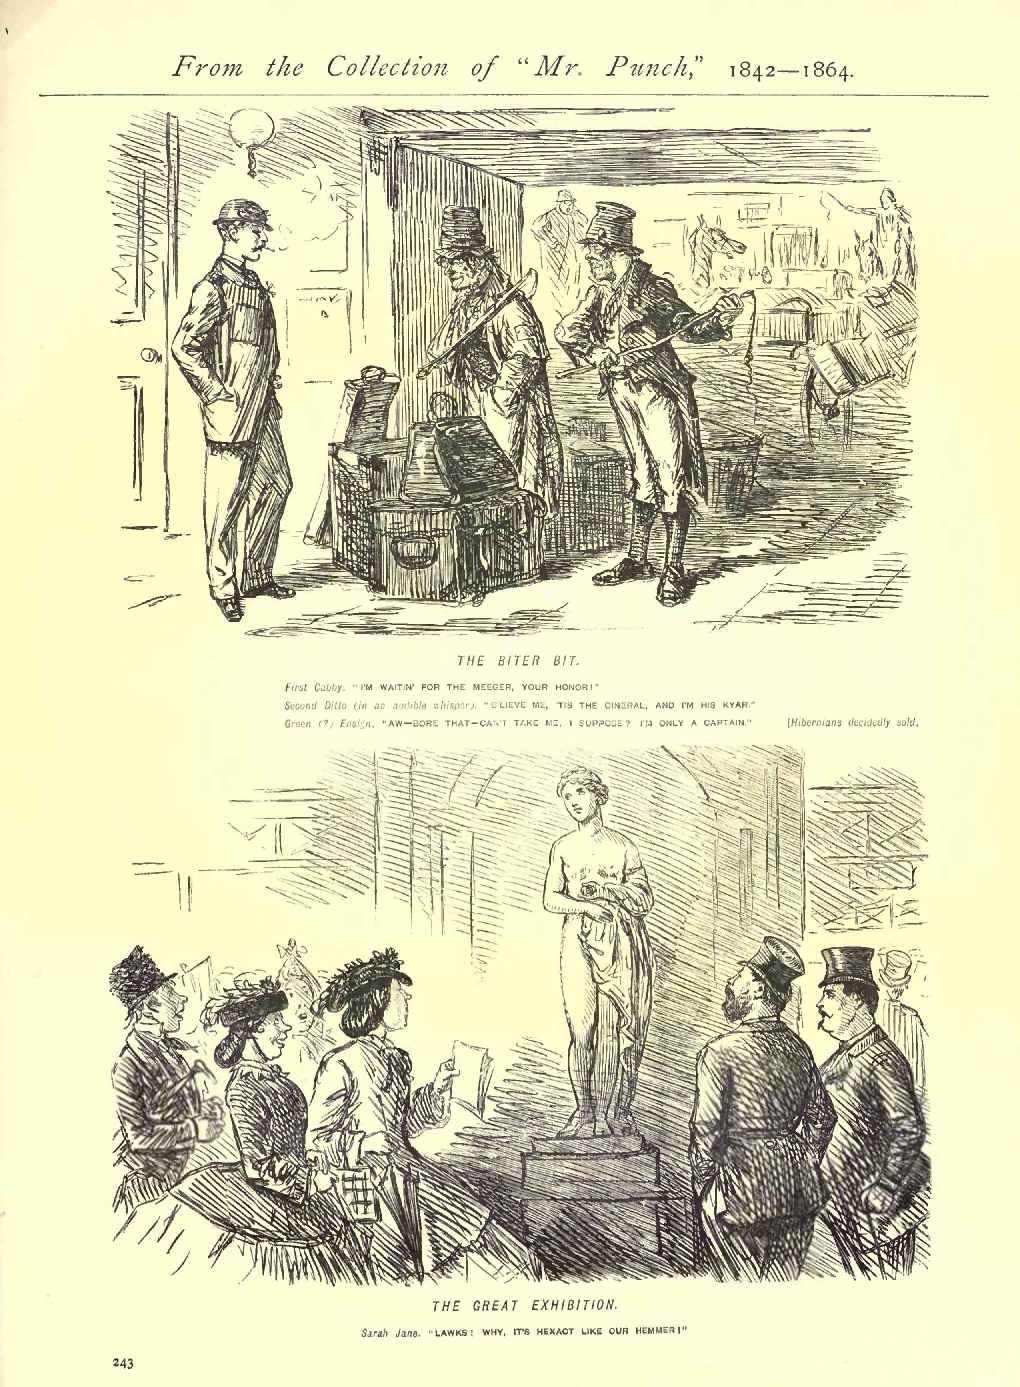 From the Collection of "Mr. Punch," 1842—1864.
THE BITER BIT.
First Cabby. "I'M WAITIN' FOR THE MEEGER, YOUR HONOR!"
Second Ditto (in an audible whisper). "B'LIEVE ME, 'TIS THE GINERAL, AND I'M HIS KYAR."
Green (?) Ensign. "AW—BORE THAT—CAN'T TAKE ME, I SUPPOSE? I'M ONLY A CAPTAIN." [Hibernians decidedly sold.
THE GREAT EXHIBITION.
Sarah Jane. "LAWKS! WHY, IT'S HEXACT LIKE OUR HEMMER!"
243